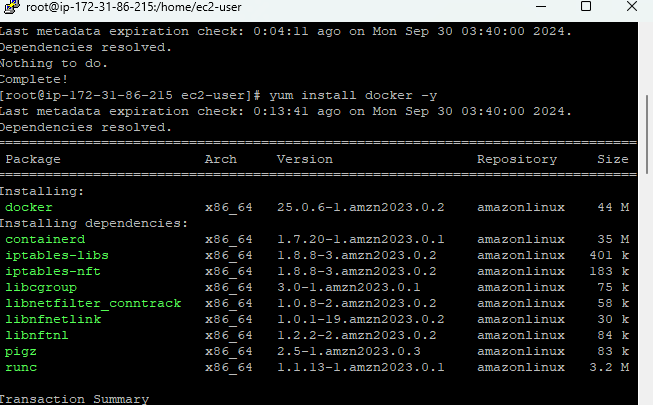 root@ip-172-31-86-215:/home/ec2-user
Last metadata expiration check: 0:04:11 ago on Mon Sep 30 03:40:00 2024.
Dependencies resolved.
Nothing to do.
Complete!
[root@ip-172-31-86-215 ec2-user]# yum install docker -y
Last metadata expiration check: 0:13:41 ago on Mon Sep 30 03:40:00 2024.
Dependencies resolved.
================================================================================
Package Arch Version Repository Size
================================================================================
Installing:
docker x86_64 25.0.6-1.amzn2023.0.2 amazonlinux 44 M
Installing dependencies:
containerd x86_64 1.7.20-1.amzn2023.0.1 amazonlinux 35 M
iptables-libs x86_64 1.8.8-3.amzn2023.0.2 amazonlinux 401 k
iptables-nft x86_64 1.8.8-3.amzn2023.0.2 amazonlinux 183 k
libcgroup x86_64 3.0-1.amzn2023.0.1 amazonlinux 75 k
libnetfilter_conntrack x86_64 1.0.8-2.amzn2023.0.2 amazonlinux 58 k
libnfnetlink x86_64 1.0.1-19.amzn2023.0.2 amazonlinux 30 k
libnftnl x86_64 1.2.2-2.amzn2023.0.2 amazonlinux 84 k
pigz x86_64 2.5-1.amzn2023.0.3 amazonlinux 83 k
runc x86_64 1.1.13-1.amzn2023.0.1 amazonlinux 3.2 M
Transaction Summary